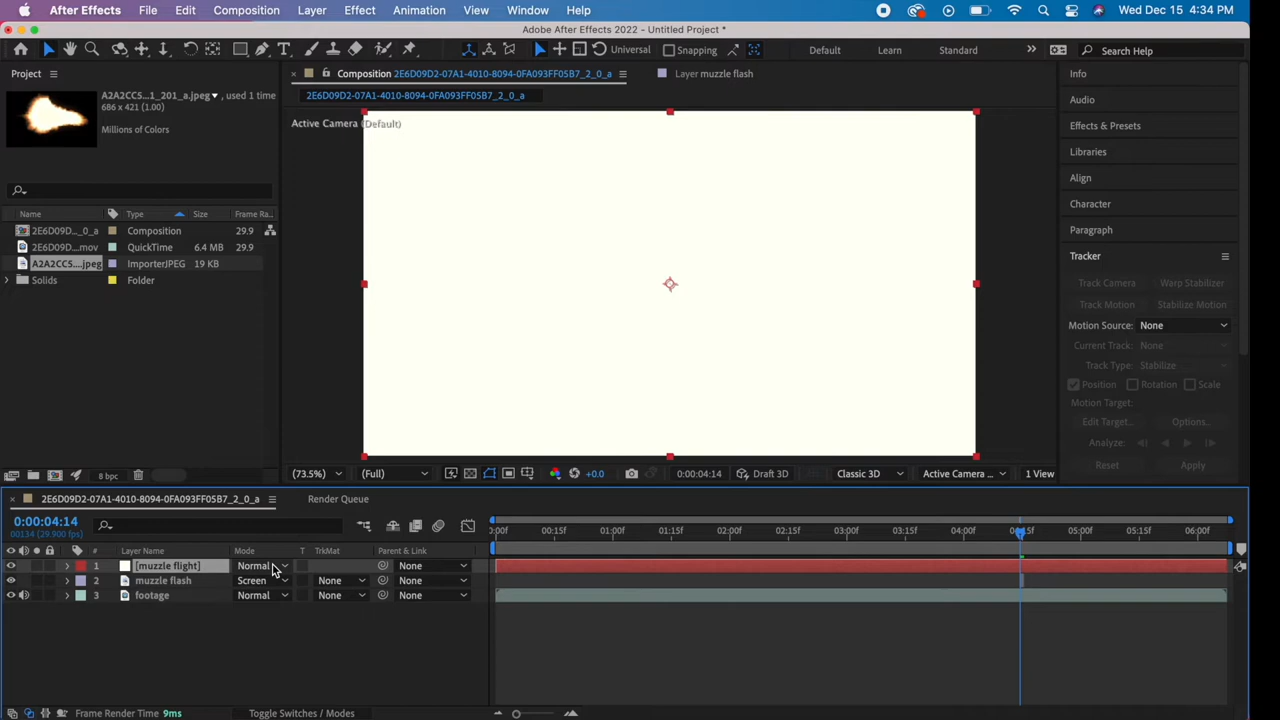 After Effects File Edit Composition Layer Effect Animation View Window Help Wed Dec 15 4:34 PM
Adobe After Effects 2022 - Untitled Project *
Universal Snapping Default Learn Standard Search Help
Project
Composition 2E6D09D2-07A1-4010-8094-0FA093FF05B7_2_0_a Layer muzzle flash
2E6D09D2-07A1-4010-8094-0FA093FF05B7_2_0_a
A2A2CCS...1_201_a.jpeg, used 1 time
686 x 421 (1.00)
Millions of Colors
Active Camera (Default)
Name Type Size Frame Ra...
2E6D09D..._0_a Composition 29.9
2E6D09D....mov QuickTime 6.4 MB 29.9
A2A2CCS....jpeg ImporterJPEG 19 KB
Solids Folder
8 bpc
Info
Audio
Effects & Presets
Libraries
Align
Character
Paragraph
Tracker
Track Camera Warp Stabilizer
Track Motion Stabilize Motion
Motion Source: None
Current Track: None
Track Type: Stabilize
Position Rotation Scale
Motion Target:
Edit Target... Options...
Analyze:
Reset Apply
(73.5%) (Full) +0.0 0:00:04:14 Draft 3D Classic 3D Active Camera ... 1 View
2E6D09D2-07A1-4010-8094-0FA093FF05B7_2_0_a Render Queue
0:00:04:14
00134 (29.900 fps)
:00f 00:15f 01:00f 01:15f 02:00f 02:15f 03:00f 03:15f 04:00f 04:15f 05:00f 05:15f 06:00f
# Layer Name Mode T TrkMat Parent & Link
1 [muzzle flight] Normal None
2 muzzle flash Screen None None
3 footage Normal None None
Frame Render Time 9ms Toggle Switches / Modes